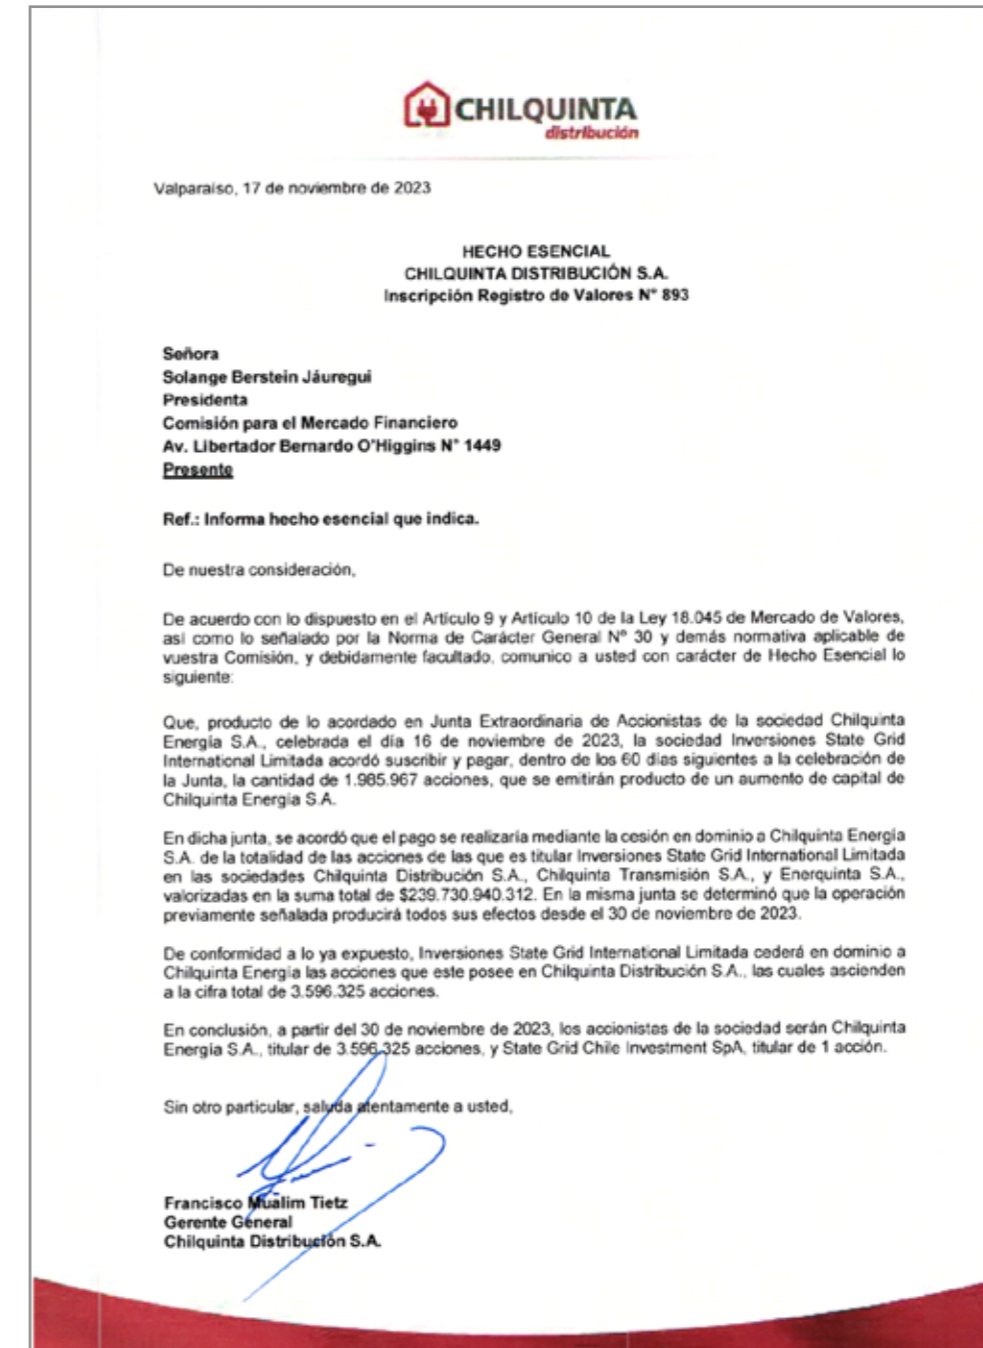 CHILQUINTA
distribución
Valparaíso, 17 de noviembre de 2023
HECHO ESENCIAL
CHILQUINTA DISTRIBUCIÓN S.A.
Inscripción Registro de Valores N° 893
Señora
Solange Berstein Jáuregui
Presidenta
Comisión para el Mercado Financiero
Av. Libertador Bernardo O'Higgins N° 1449
Presente
Ref.: Informa hecho esencial que indica.
De nuestra consideración,
De acuerdo con lo dispuesto en el Artículo 9 y Artículo 10 de la Ley 18.045 de Mercado de Valores,
así como lo señalado por la Norma de Carácter General Nº 30 y demás normativa aplicable de
vuestra Comisión, y debidamente facultado, comunico a usted con carácter de Hecho Esencial lo
siguiente:
Que, producto de lo acordado en Junta Extraordinaria de Accionistas de la sociedad Chilquinta
Energía S.A., celebrada el día 16 de noviembre de 2023, la sociedad Inversiones State Grid
International Limitada acordó suscribir y pagar, dentro de los 60 días siguientes a la celebración de
la Junta, la cantidad de 1.985.967 acciones, que se emitirán producto de un aumento de capital de
Chilquinta Energía S.A.
En dicha junta, se acordó que el pago se realizaría mediante la cesión en dominio a Chilquinta Energía
S.A. de la totalidad de las acciones de las que es titular Inversiones State Grid International Limitada
en las sociedades Chilquinta Distribución S.A., Chilquinta Transmisión S.A., y Enerquinta S.A.,
valorizadas en la suma total de $239.730.940.312. En la misma junta se determinó que la operación
previamente señalada producirá todos sus efectos desde el 30 de noviembre de 2023.
De conformidad a lo ya expuesto, Inversiones State Grid International Limitada cederá en dominio a
Chilquinta Energía las acciones que este posee en Chilquinta Distribución S.A., las cuales ascienden
a la cifra total de 3.596.325 acciones.
En conclusión, a partir del 30 de noviembre de 2023, los accionistas de la sociedad serán Chilquinta
Energía S.A., titular de 3.596.325 acciones, y State Grid Chile Investment SpA, titular de 1 acción.
Sin otro particular, saluda atentamente a usted,
Francisco Mualim Tietz
Gerente General
Chilquinta Distribución S.A.